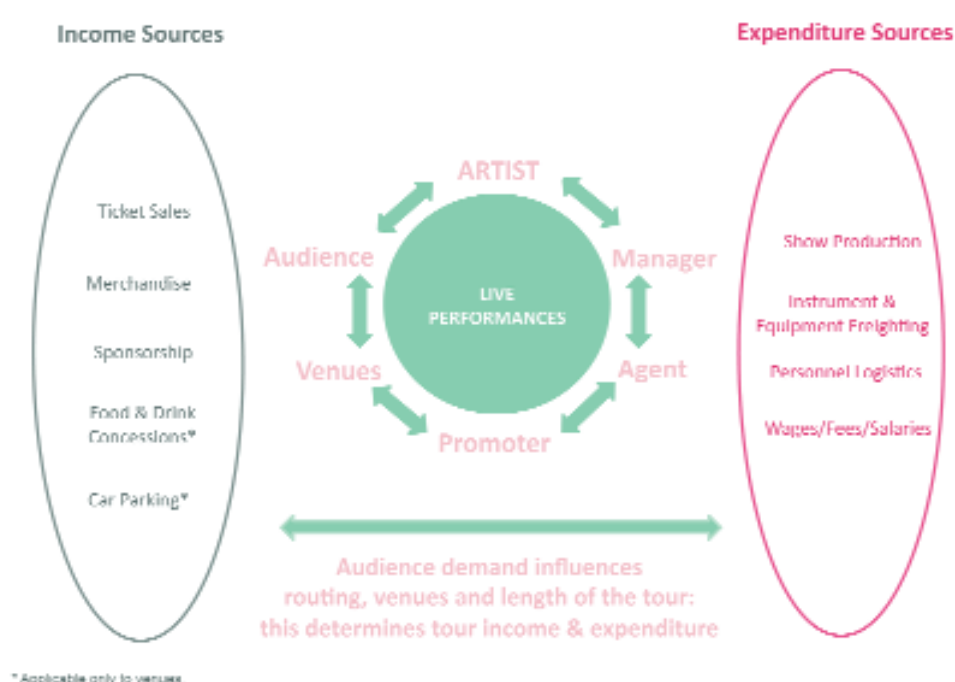 Income Sources
Expenditure Sources
Ticket Sales
Merchandise
Sponsorship
Food & Drink
Concessions*
Car Parking*
ARTIST
Audience
Manager
LIVE
PERFORMANCES
Venues
Agent
Promoter
Show Production
Instrument &
Equipment Freighting
Personnel Logistics
Wages/Fees/Salaries
Audience demand influences
routing, venues and length of the tour:
this determines tour income & expenditure
* Applicable only to venues